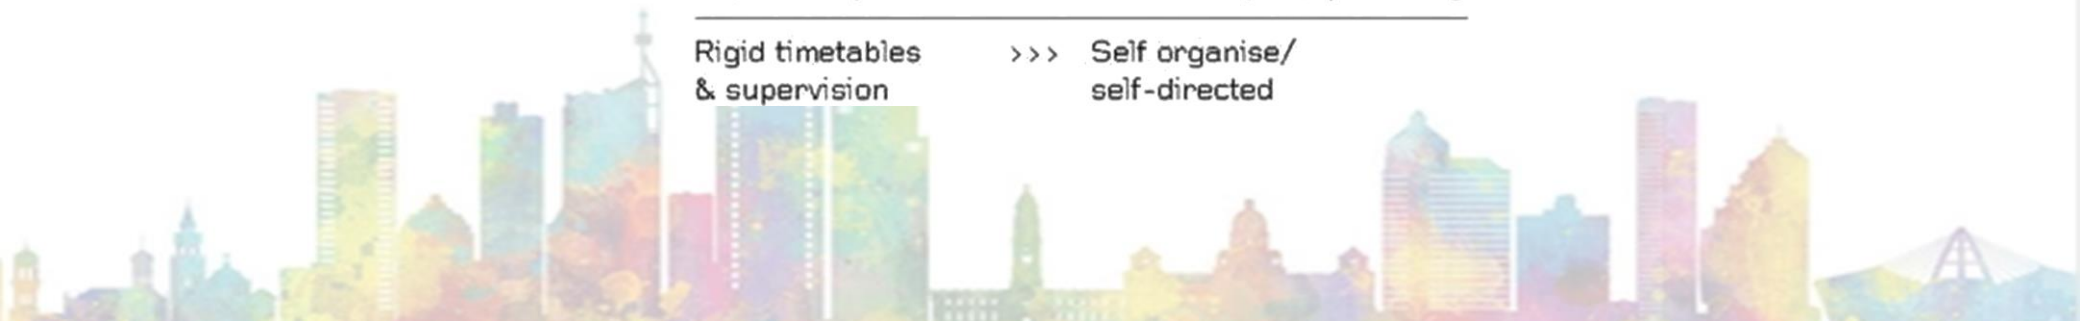 Rigid timetables >>> Self organise/
& supervision self-directed